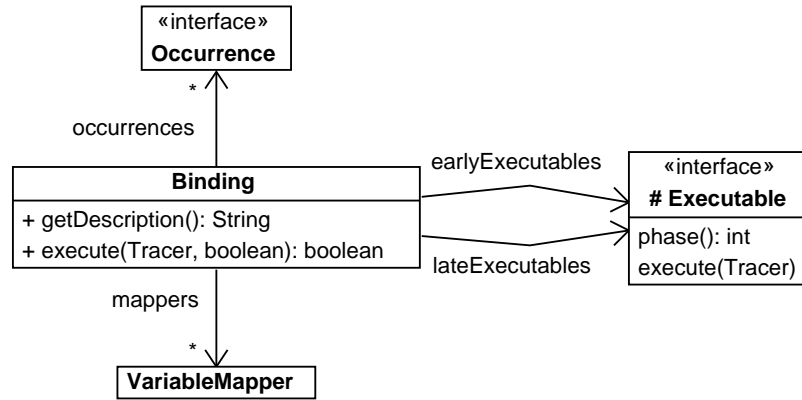 «interface»
Occurrence
*
occurrences
earlyExecutables
Binding
+ getDescription(): String
+ execute(Tracer, boolean): boolean
«interface»
# Executable
phase(): int
execute(Tracer)
lateExecutables
mappers
*
VariableMapper